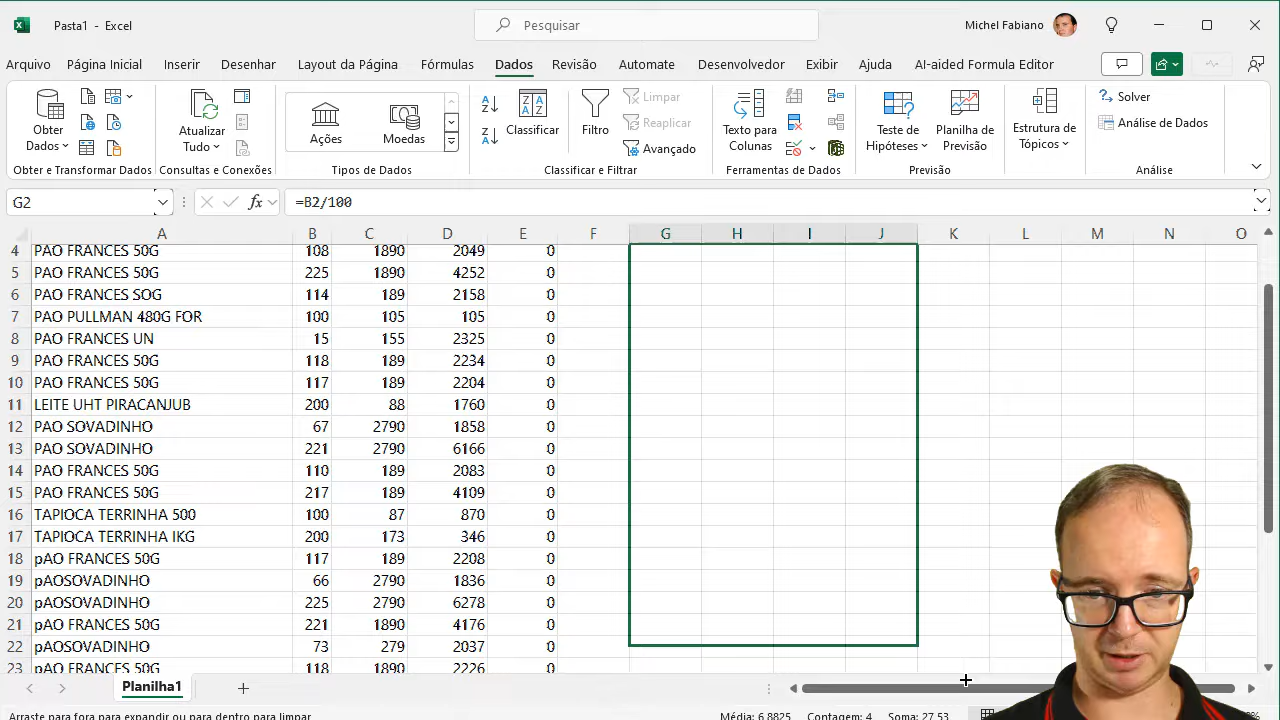 Pasta1 - Excel
Pesquisar
Michel Fabiano
Arquivo Página Inicial Inserir Desenhar Layout da Página Fórmulas Dados Revisão Automate Desenvolvedor Exibir Ajuda AI-aided Formula Editor
Obter Dados
Atualizar Tudo
Ações
Moedas
Classificar
Filtro
Limpar
Reaplicar
Avançado
Texto para Colunas
Teste de Hipóteses
Planilha de Previsão
Estrutura de Tópicos
Solver
Análise de Dados
Obter e Transformar Dados Consultas e Conexões Tipos de Dados Classificar e Filtrar Ferramentas de Dados Previsão Análise
G2 fx =B2/100
A B C D E F G H I J K L M N O
4 PAO FRANCES 50G 108 1890 2049 0
5 PAO FRANCES 50G 225 1890 4252 0
6 PAO FRANCES SOG 114 189 2158 0
7 PAO PULLMAN 480G FOR 100 105 105 0
8 PAO FRANCES UN 15 155 2325 0
9 PAO FRANCES 50G 118 189 2234 0
10 PAO FRANCES 50G 117 189 2204 0
11 LEITE UHT PIRACANJUB 200 88 1760 0
12 PAO SOVADINHO 67 2790 1858 0
13 PAO SOVADINHO 221 2790 6166 0
14 PAO FRANCES 50G 110 189 2083 0
15 PAO FRANCES 50G 217 189 4109 0
16 TAPIOCA TERRINHA 500 100 87 870 0
17 TAPIOCA TERRINHA IKG 200 173 346 0
18 pAO FRANCES 50G 117 189 2208 0
19 pAOSOVADINHO 66 2790 1836 0
20 pAOSOVADINHO 225 2790 6278 0
21 pAO FRANCES 50G 221 1890 4176 0
22 pAOSOVADINHO 73 279 2037 0
23 pAO FRANCES 50G 118 1890 2226 0
Planilha1
Arraste para fora para expandir ou para dentro para limpar Média: 6,8825 Contagem: 4 Soma: 27,53